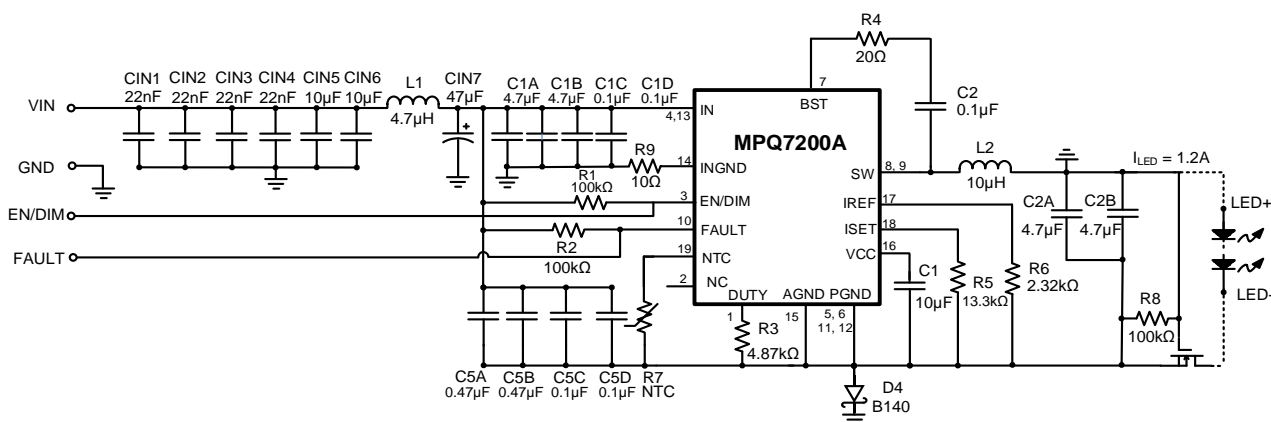 R4
20Ω
CIN1 CIN2 CIN3 CIN4 CIN5 CIN6
22nF 22nF 22nF 22nF 10µF 10µF
L1
4.7µH
CIN7
47µF
C1A C1B C1C C1D
4.7µF 4.7µF 0.1µF 0.1µF
7
BST
C2
0.1µF
VIN
4,13
IN
MPQ7200A
GND
R9
10Ω
14
INGND
SW
8, 9
L2
10µH
ILED = 1.2A
R1
100kΩ
3
EN/DIM
IREF
17
C2A
4.7µF
C2B
4.7µF
LED+
EN/DIM
10
FAULT
ISET
18
FAULT
R2
100kΩ
19
NTC
VCC
16
2
NC
C1
10µF
R5
13.3kΩ
R6
2.32kΩ
LED-
DUTY AGND PGND
1
15
5, 6
11, 12
R3
4.87kΩ
R8
100kΩ
C5A C5B C5C C5D R7
0.47µF 0.47µF 0.1µF 0.1µF NTC
D4
B140